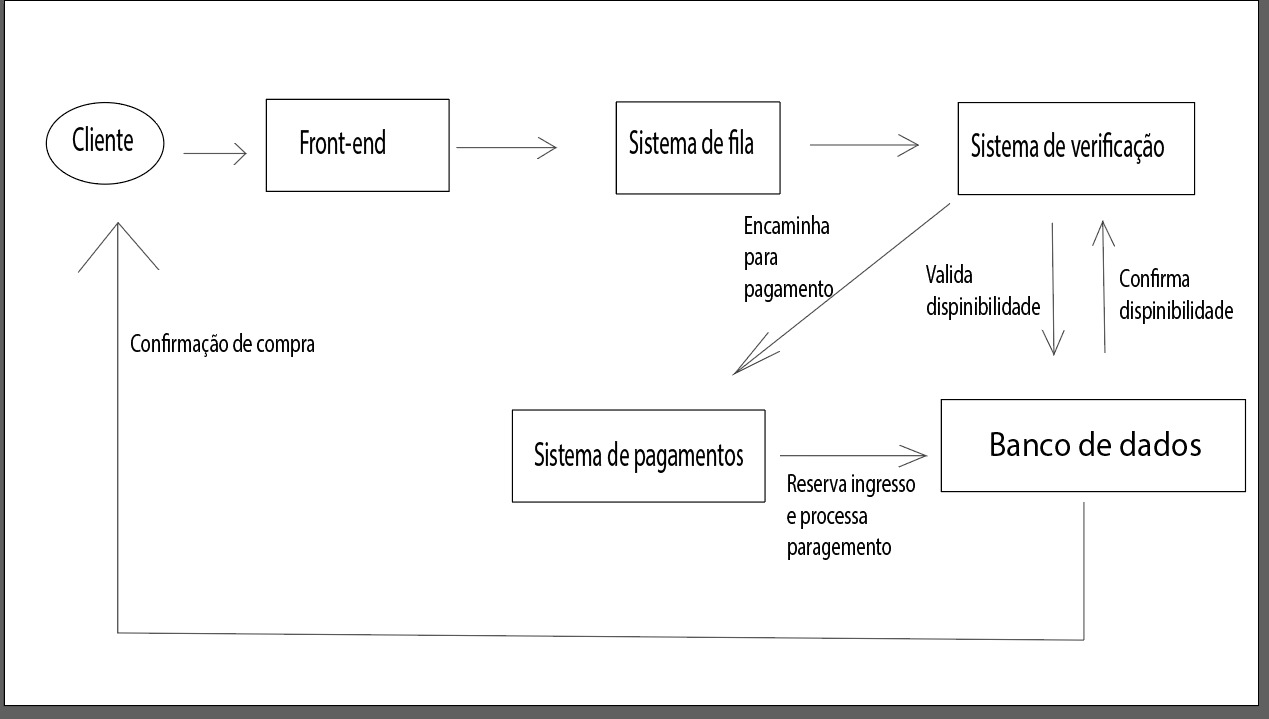 Cliente
Front-end
Sistema de fila
Sistema de verificação
Encaminha
para
pagamento
Valida
dispinibilidade
Confirma
dispinibilidade
Confirmação de compra
Sistema de pagamentos
Banco de dados
Reserva ingresso
e processa
paragemento